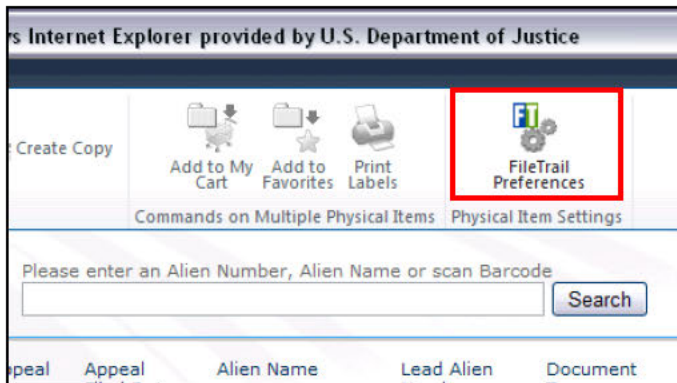 s Internet Explorer provided by U.S. Department of Justice
Create Copy
Add to My Cart
Add to Favorites
Print Labels
FT
FileTrail Preferences
Commands on Multiple Physical Items
Physical Item Settings
Please enter an Alien Number, Alien Name or scan Barcode
Search
ppeal
Appeal
Alien Name
Lead Alien
Document